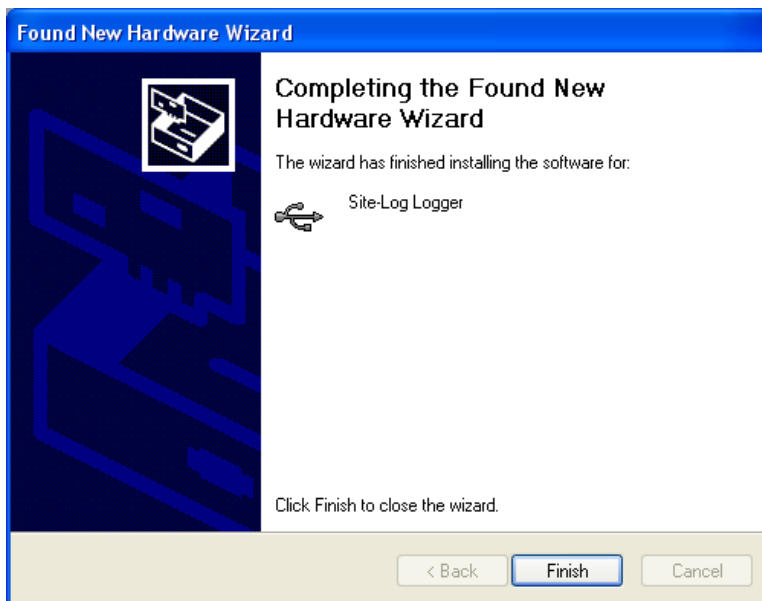 Found New Hardware Wizard
Completing the Found New
Hardware Wizard
The wizard has finished installing the software for:
Site-Log Logger
Click Finish to close the wizard.
< Back
Finish
Cancel